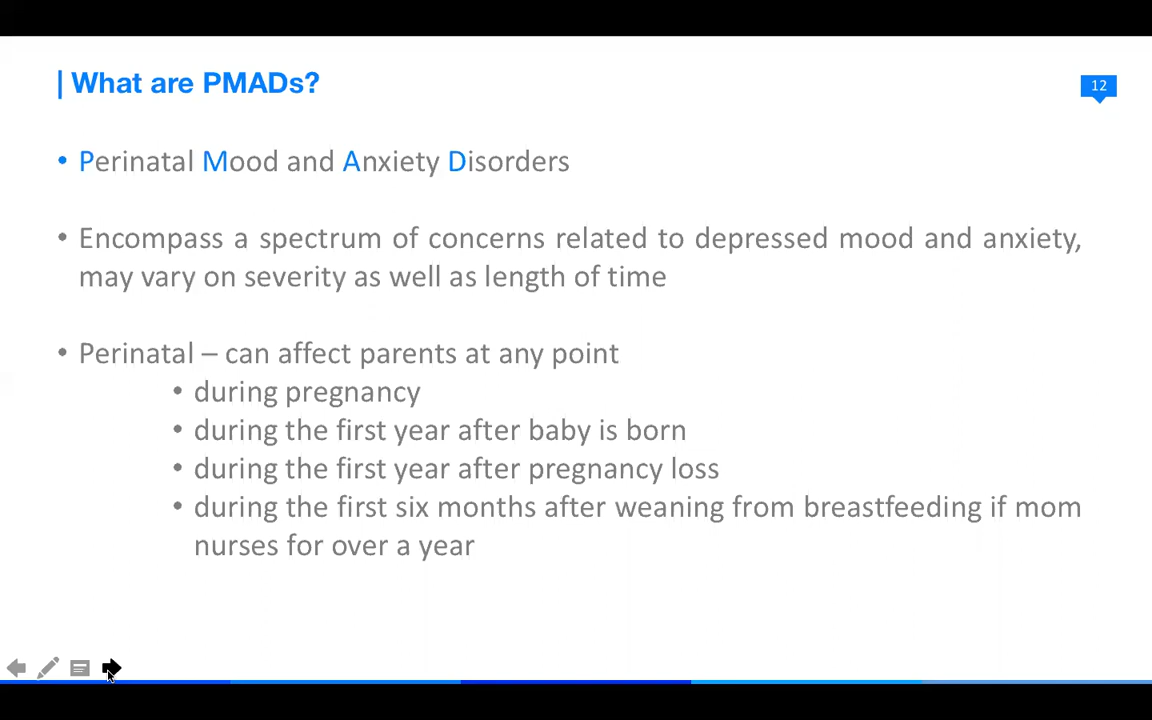 | What are PMADs?
12
• Perinatal Mood and Anxiety Disorders
• Encompass a spectrum of concerns related to depressed mood and anxiety,
may vary on severity as well as length of time
• Perinatal – can affect parents at any point
• during pregnancy
• during the first year after baby is born
• during the first year after pregnancy loss
• during the first six months after weaning from breastfeeding if mom
nurses for over a year